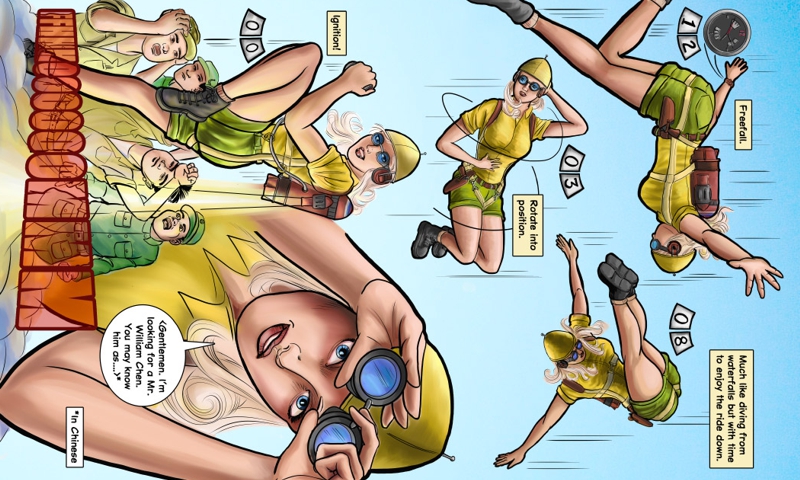 12
Freefall.
Much like diving from
waterfalls but with time
to enjoy the ride down.
08
03
Rotate into
position.
Ignition!
00
<Gentlemen. I'm
looking for a Mr.
William Chen.
You may know
him as....>*
*In Chinese